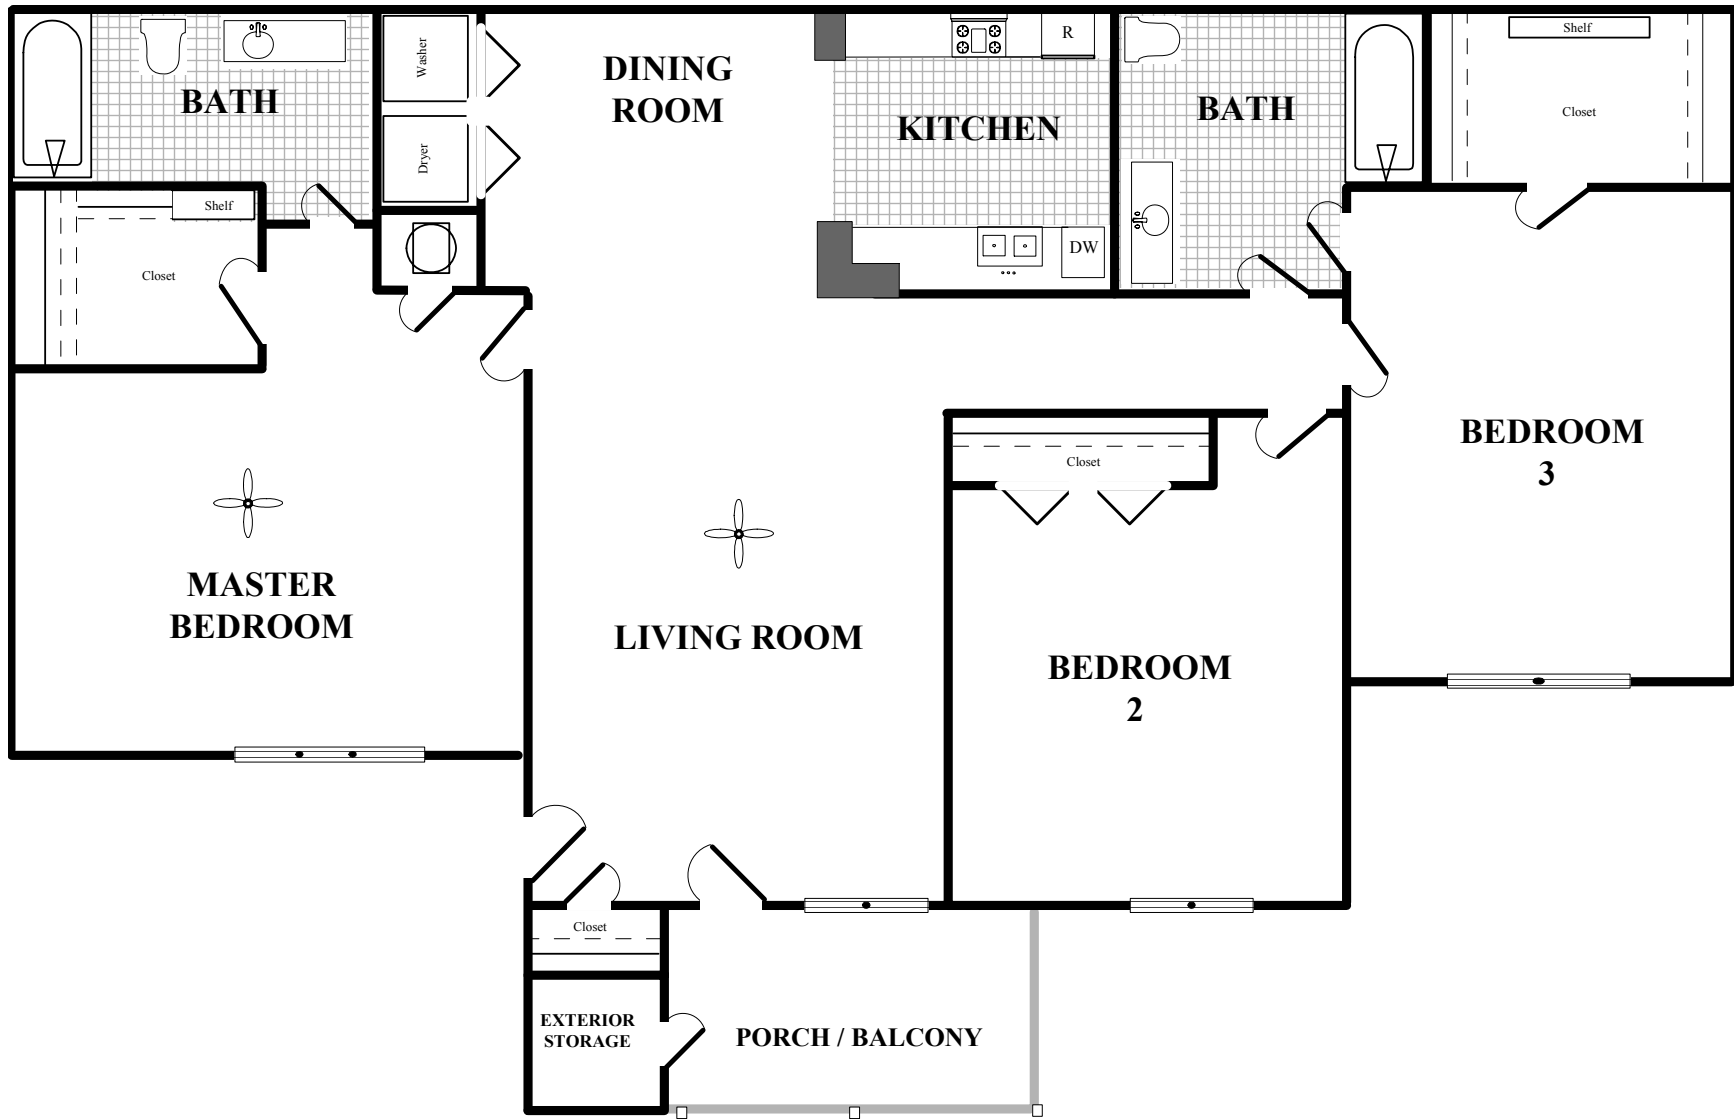 Shelf
R
Washer
DINING
ROOM
BATH
BATH
KITCHEN
Closet
Dryer
Shelf
DW
Closet
BEDROOM
3
Closet
MASTER
BEDROOM
LIVING ROOM
BEDROOM
2
Closet
EXTERIOR
STORAGE
PORCH / BALCONY